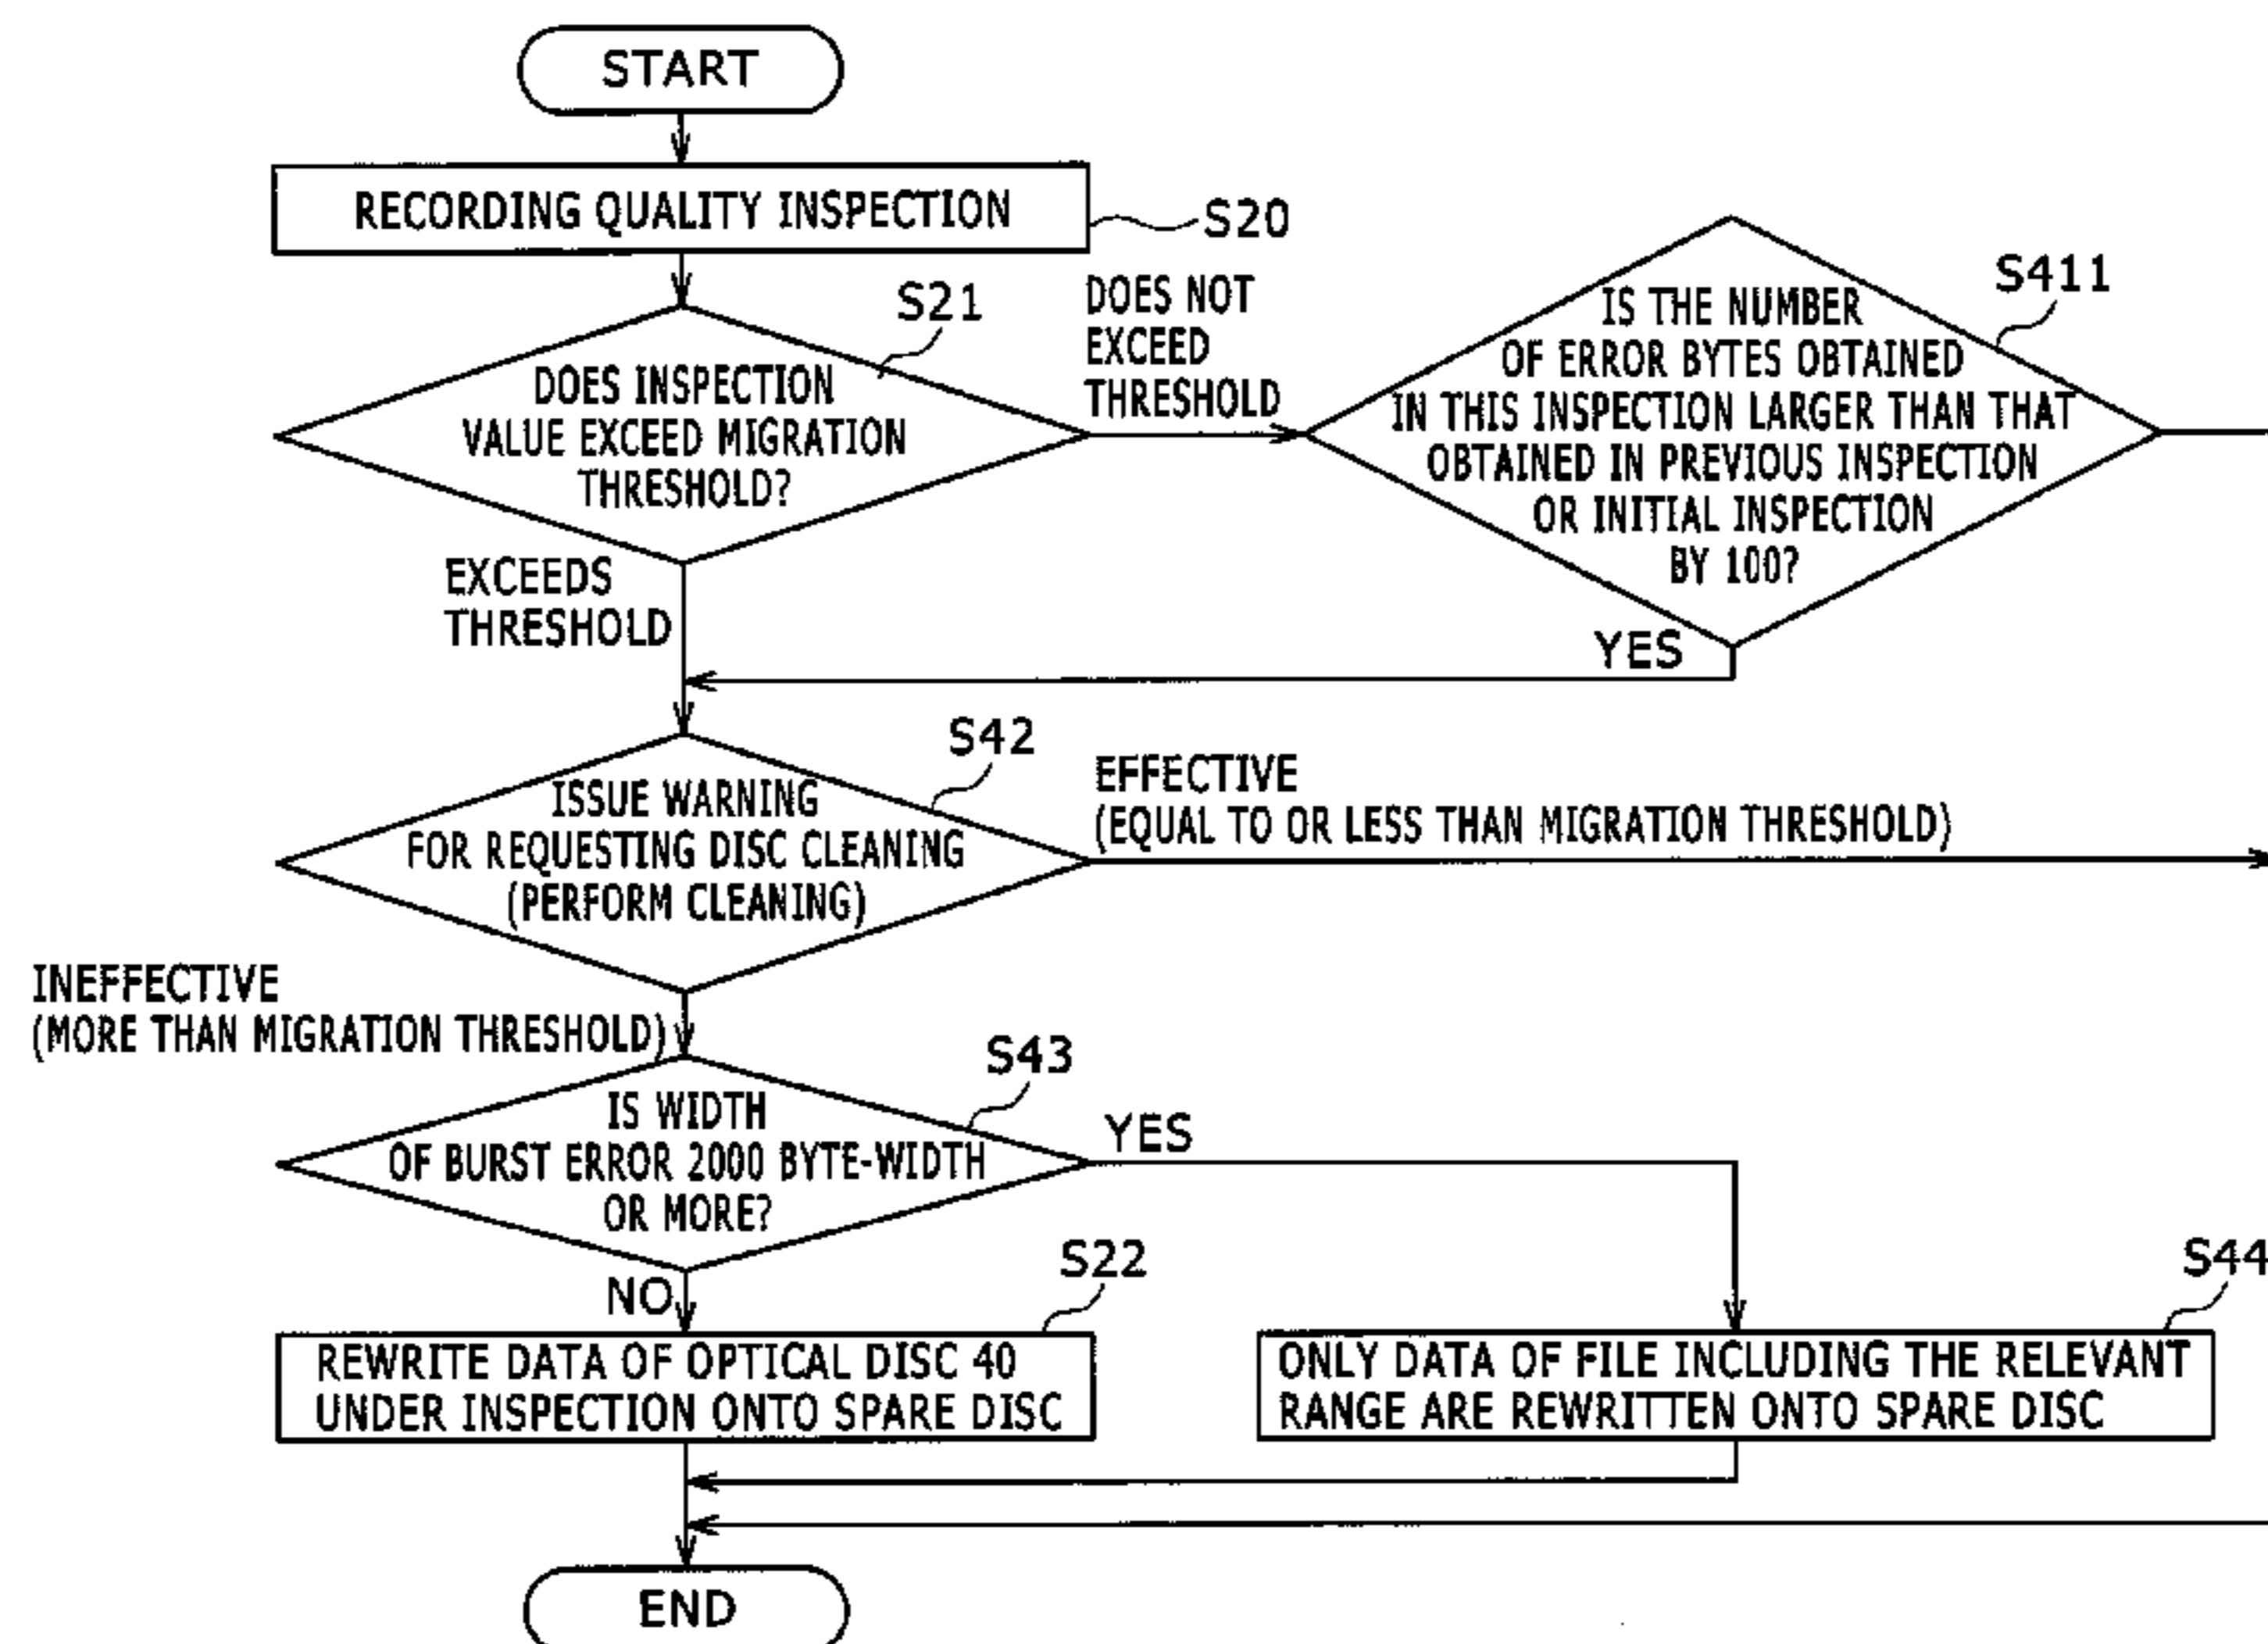 START
RECORDING QUALITY INSPECTION
S20
S21
DOES INSPECTION
VALUE EXCEED MIGRATION
THRESHOLD?
DOES NOT
EXCEED
THRESHOLD
S411
IS THE NUMBER
OF ERROR BYTES OBTAINED
IN THIS INSPECTION LARGER THAN THAT
OBTAINED IN PREVIOUS INSPECTION
OR INITIAL INSPECTION
BY 100?
EXCEEDS
THRESHOLD
YES
S42
ISSUE WARNING
FOR REQUESTING DISC CLEANING
(PERFORM CLEANING)
EFFECTIVE
(EQUAL TO OR LESS THAN MIGRATION THRESHOLD)
INEFFECTIVE
(MORE THAN MIGRATION THRESHOLD)
S43
IS WIDTH
OF BURST ERROR 2000 BYTE-WIDTH
OR MORE?
YES
NO
S22
REWRITE DATA OF OPTICAL DISC 40
UNDER INSPECTION ONTO SPARE DISC
S44
ONLY DATA OF FILE INCLUDING THE RELEVANT
RANGE ARE REWRITTEN ONTO SPARE DISC
END